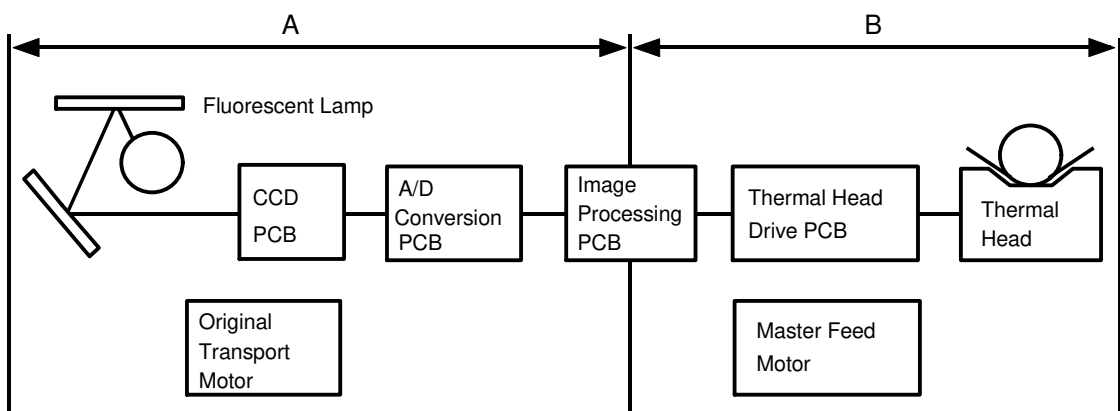 A
B
Fluorescent Lamp
CCD
PCB
A/D
Conversion
PCB
Image
Processing
PCB
Thermal Head
Drive PCB
Thermal
Head
Original
Transport
Motor
Master Feed
Motor